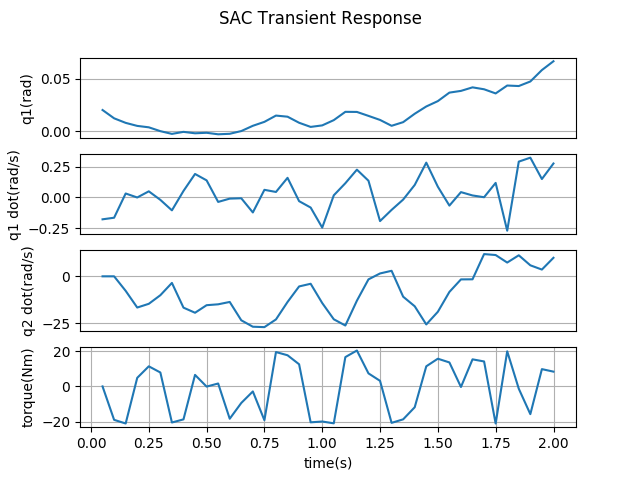 SAC Transient Response
q1(rad)
0.05
0.00
q1 dot(rad/s)
0.25
0.00
−0.25
q2 dot(rad/s)
0
−25
torque(Nm)
20
0
−20
0.00 0.25 0.50 0.75 1.00 1.25 1.50 1.75 2.00
time(s)